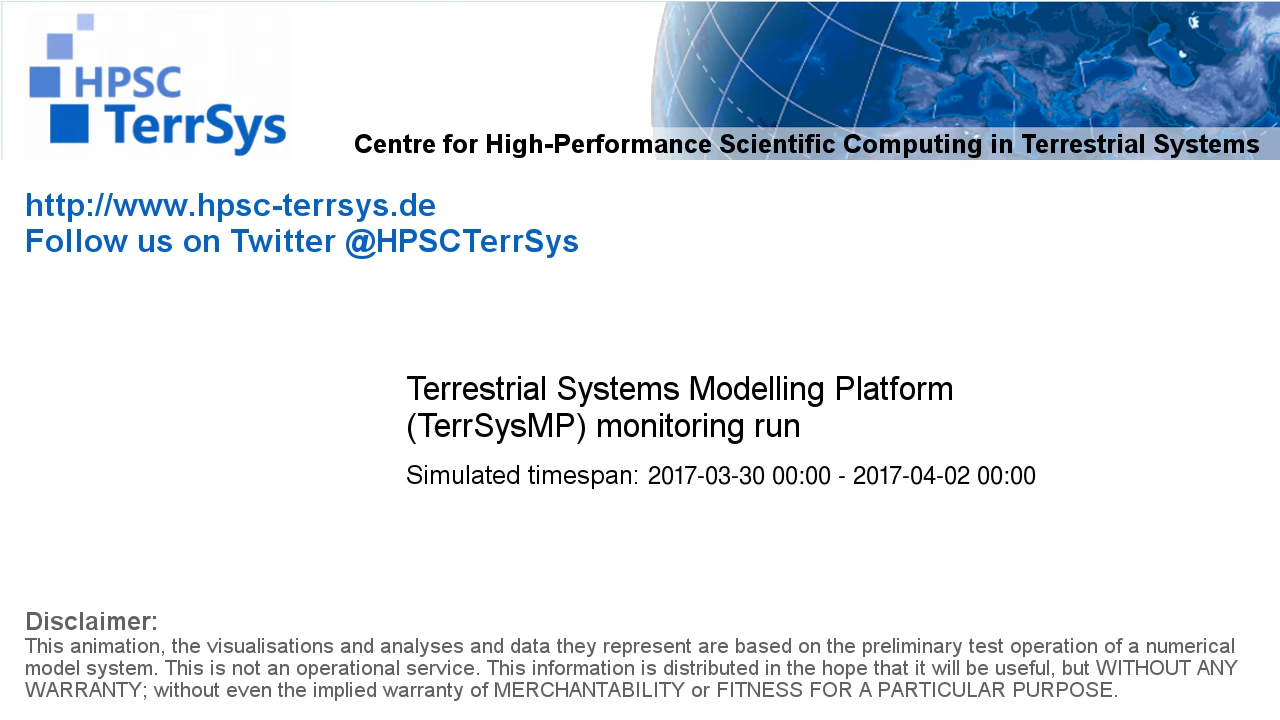 HPSC
TerrSys
Centre for High-Performance Scientific Computing in Terrestrial Systems
http://www.hpsc-terrsys.de
Follow us on Twitter @HPSCTerrSys
Terrestrial Systems Modelling Platform
(TerrSysMP) monitoring run
Simulated timespan: 2017-03-30 00:00 - 2017-04-02 00:00
Disclaimer:
This animation, the visualisations and analyses and data they represent are based on the preliminary test operation of a numerical
model system. This is not an operational service. This information is distributed in the hope that it will be useful, but WITHOUT ANY
WARRANTY; without even the implied warranty of MERCHANTABILITY or FITNESS FOR A PARTICULAR PURPOSE.